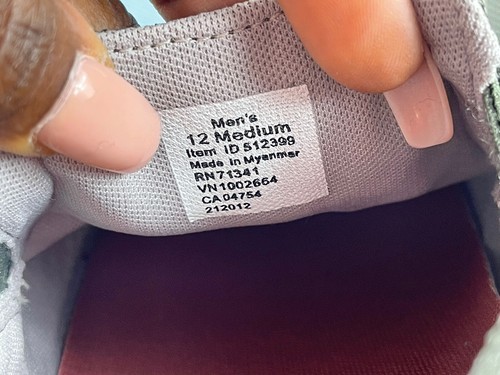 Men's
12 Medium
Item ID 512399
Made in Myanmar
RN71341
VN1002664
CA04754
212012